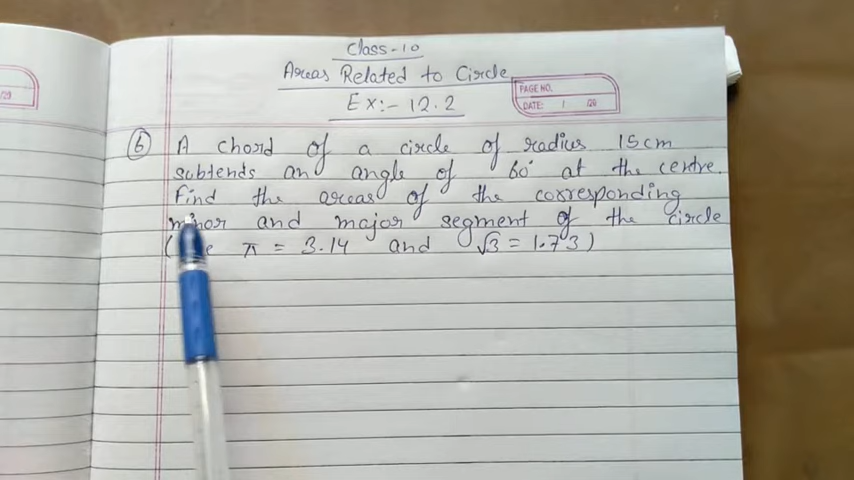 Class-10
Areas Related to Circle
Ex:- 12.2
PAGE NO.
DATE: / /20
/20
6 A chord of a circle of radius 15cm
subtends an angle of 60° at the centre.
Find the areas of the corresponding
minor and major segment of the circle
( π = 3.14 and √3 = 1.73)